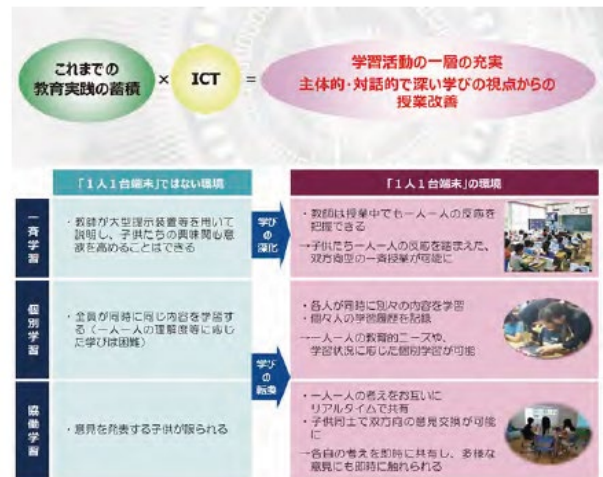 これまでの
教育実践の蓄積
×
ICT
=
学習活動の一層の充実
主体的・対話的で深い学びの視点からの
授業改善
「1人1台端末」ではない環境
「1人1台端末」の環境
一斉学習
・教師が大型提示装置等を用いて
説明し、子供たちの興味関心意
欲を高めることはできる
学び
の
深化
・教師は授業中でも一人一人の反応を
把握できる
→子供たち一人一人の反応を踏まえた、
双方向型の一斉授業が可能に
個別学習
・全員が同時に同じ内容を学習す
る（一人一人の理解度等に応じ
た学びは困難）
学び
の
転換
・各人が同時に別々の内容を学習
・個々人の学習履歴を記録
→一人一人の教育的ニーズや、
学習状況に応じた個別学習が可能
協働学習
・意見を発表する子供が限られる
・一人一人の考えをお互いに
リアルタイムで共有
・子供同士で双方向の意見交換が可能
に
→各自の考えを即時に共有し、多様な
意見にも即時に触れられる